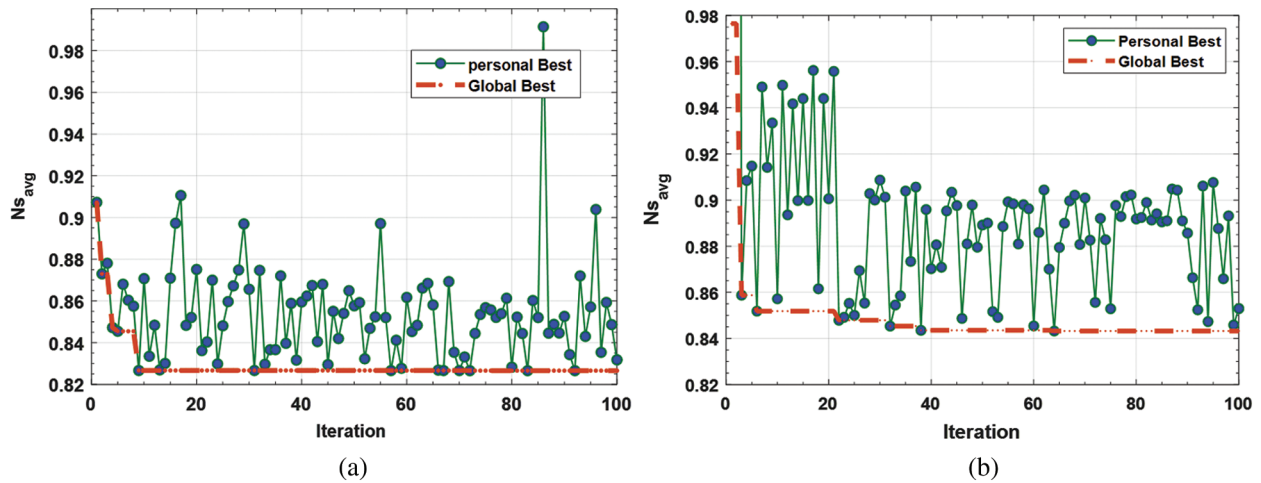 0.98
0.96
0.94
0.92
0.9
0.88
0.86
0.84
0.82
Ns_avg
personal Best
Global Best
0 20 40 60 80 100
Iteration
(a)
0.98
0.96
0.94
0.92
0.9
0.88
0.86
0.84
0.82
Ns_avg
Personal Best
Global Best
0 20 40 60 80 100
Iteration
(b)